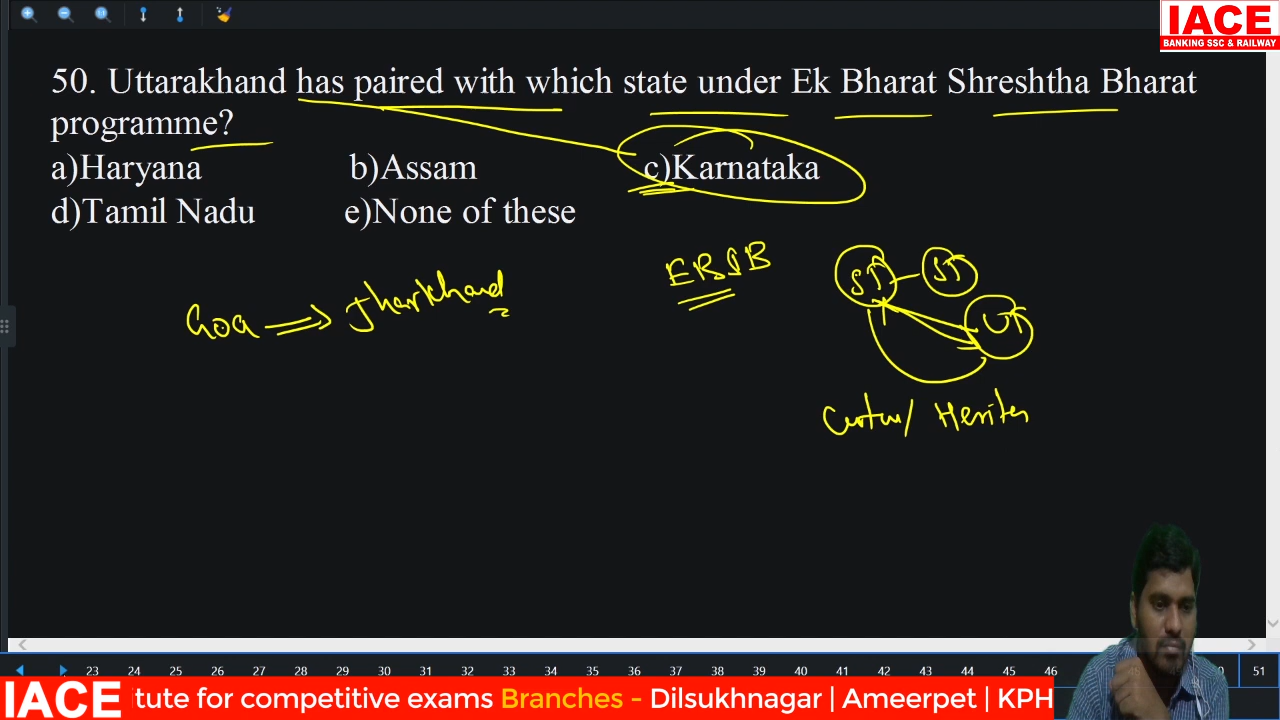 IACE
BANKING SSC & RAILWAY
50. Uttarakhand has paired with which state under Ek Bharat Shreshtha Bharat
programme?
a)Haryana b)Assam c)Karnataka
d)Tamil Nadu e)None of these
EBSB
ST ST
UT
Goa Jharkhand
23 24 25 26 27 28 29 30 31 32 33 34 35 36 37 38 39 40 41 42 43 44 45 46 51
IACE tute for competitive exams Branches - Dilsukhnagar | Ameerpet | KPH